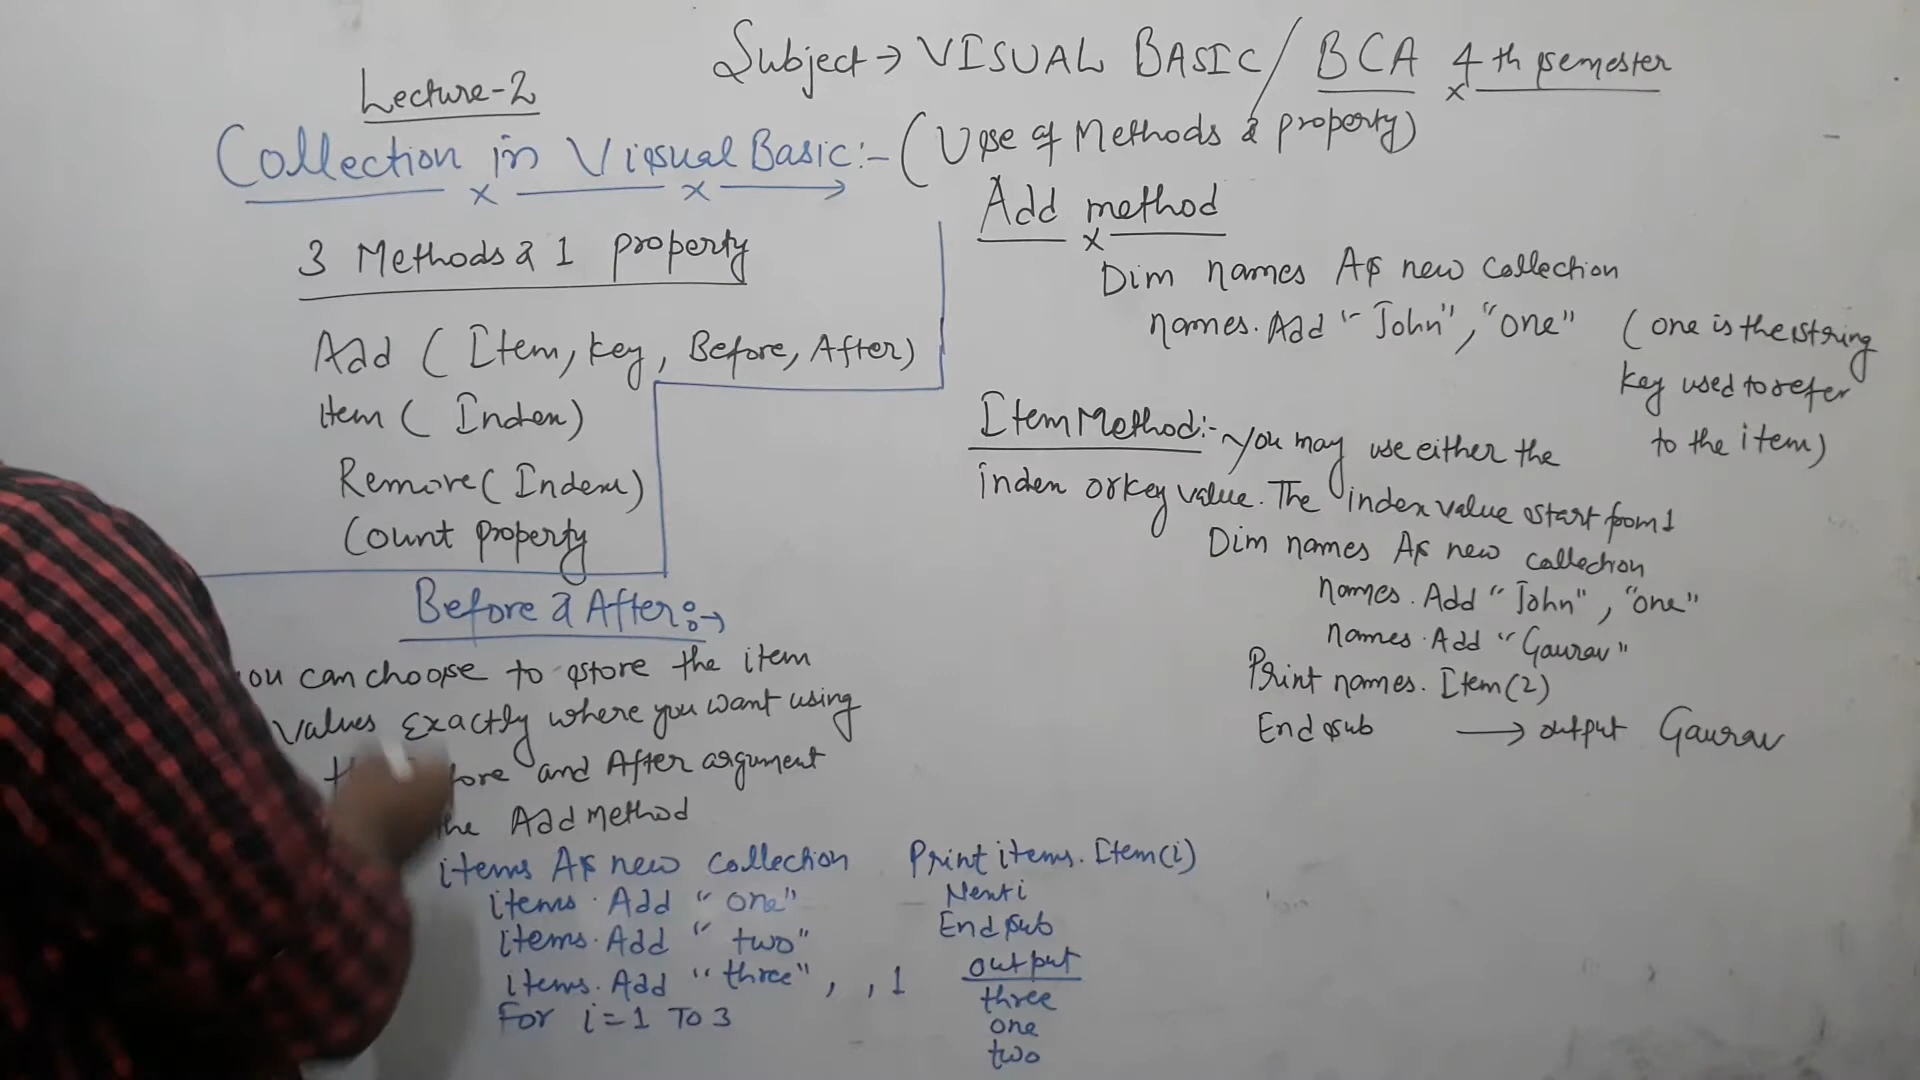 Subject → VISUAL BASIC / BCA 4th semester
Lecture-2
Collection in Visual Basic :- (Use of Methods & property)
3 Methods & 1 property
Add ( Item, key, Before, After)
Item ( Index)
Remove ( Index)
Count property
Before & After :→
ou can choose to store the item
values exactly where you want using
and After argument
the Add method
items As new collection
items. Add "one"
items. Add "two"
items. Add "three", , 1
For i=1 To 3
Print items. Item(i)
Next i
End sub
output
three
one
two
Add method
Dim names As new collection
names. Add "John", "one" (one is the string
key used to refer
to the item)
Item Method:- you may use either the
index or key value. The index value start from 1
Dim names As new collection
names. Add "John", "one"
names. Add "Gaurav"
Print names. Item(2)
End sub → output Gaurav